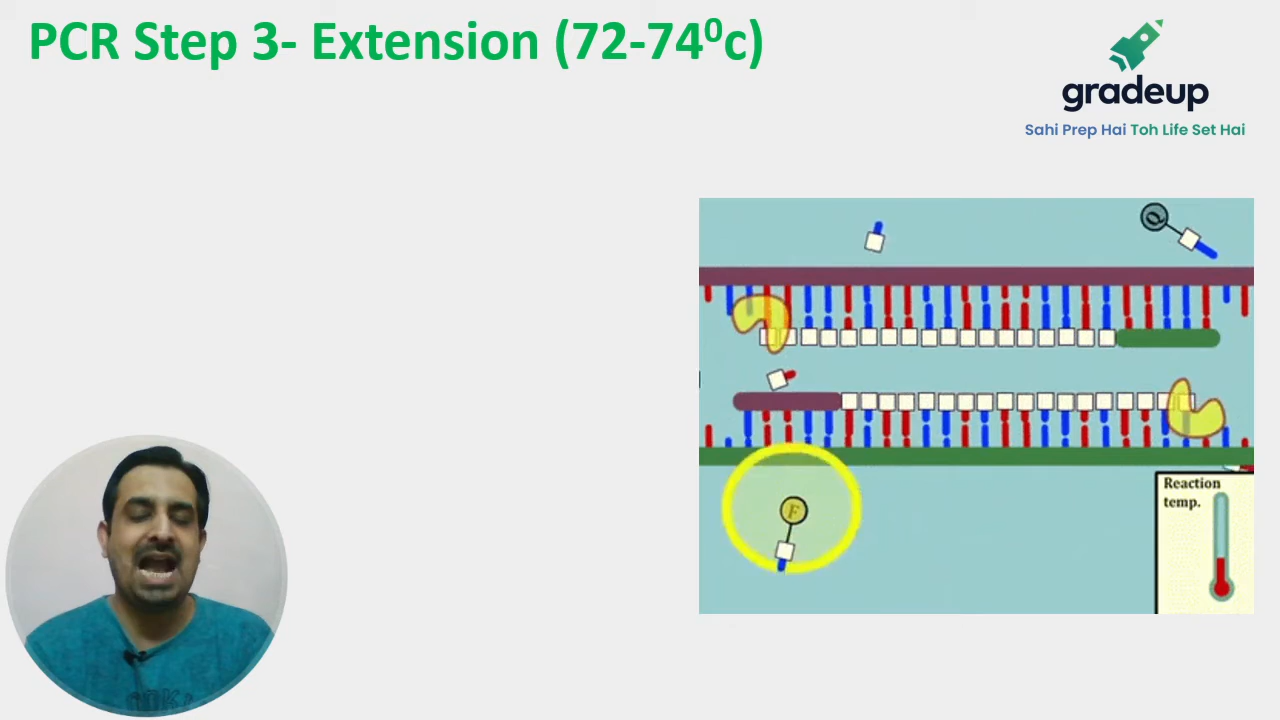 PCR Step 3- Extension (72-74⁰c)
gradeup
Sahi Prep Hai Toh Life Set Hai
Q
F
Reaction
temp.